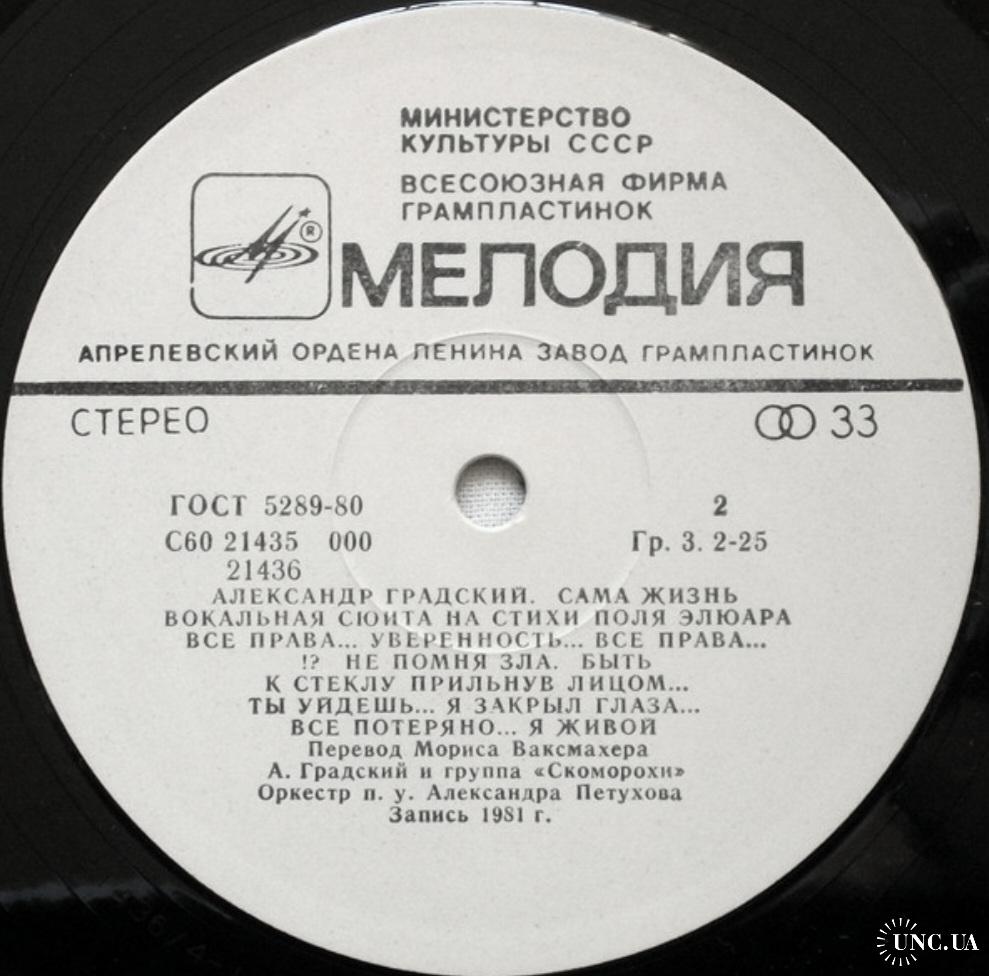 МИНИСТЕРСТВО
КУЛЬТУРЫ СССР
ВСЕСОЮЗНАЯ ФИРМА
ГРАМПЛАСТИНОК
®
МЕЛОДИЯ
АПРЕЛЕВСКИЙ ОРДЕНА ЛЕНИНА ЗАВОД ГРАМПЛАСТИНОК
СТЕРЕО
33
ГОСТ 5289-80
2
С60 21435 000
Гр. 3. 2-25
21436
АЛЕКСАНДР ГРАДСКИЙ. САМА ЖИЗНЬ
ВОКАЛЬНАЯ СЮИТА НА СТИХИ ПОЛЯ ЭЛЮАРА
ВСЕ ПРАВА... УВЕРЕННОСТЬ... ВСЕ ПРАВА...
!? НЕ ПОМНЯ ЗЛА. БЫТЬ
К СТЕКЛУ ПРИЛЬНУВ ЛИЦОМ...
ТЫ УЙДЕШЬ... Я ЗАКРЫЛ ГЛАЗА...
ВСЕ ПОТЕРЯНО... Я ЖИВОЙ
Перевод Мориса Ваксмахера
А. Градский и группа «Скоморохи»
Оркестр п. у. Александра Петухова
Запись 1981 г.
UNC.UA